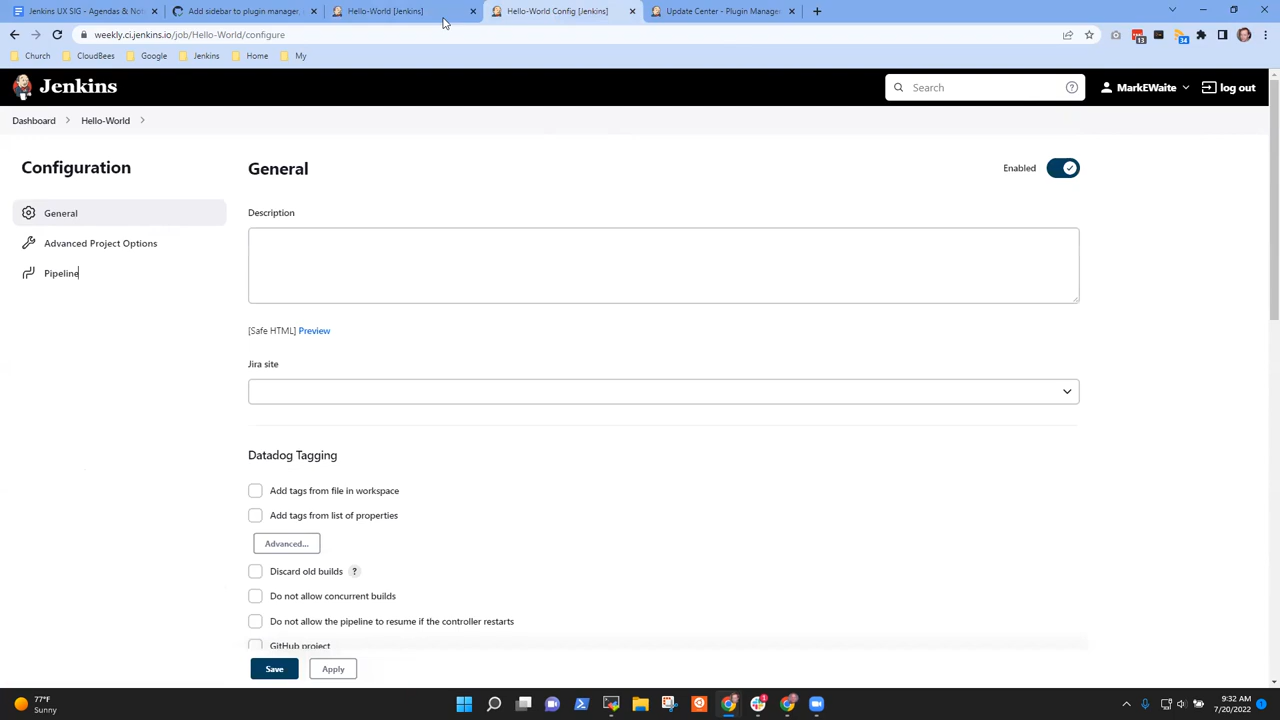 Jenkins UX SIG - Agendas & Not
Add sidebar to plugin manager,
Hello-World [Jenkins]
Hello-World Config [Jenkins]
Update Center - Plugin Manager
weekly.ci.jenkins.io/job/Hello-World/configure
13
34
Church
CloudBees
Google
Jenkins
Home
My
Jenkins
Search
MarkEWaite
log out
Dashboard
Hello-World
Configuration
General
Advanced Project Options
Pipeline
General
Enabled
Description
[Safe HTML] Preview
Jira site
Datadog Tagging
Add tags from file in workspace
Add tags from list of properties
Advanced...
Discard old builds ?
Do not allow concurrent builds
Do not allow the pipeline to resume if the controller restarts
GitHub project
Save
Apply
77°F
Sunny
9:32 AM
7/20/2022